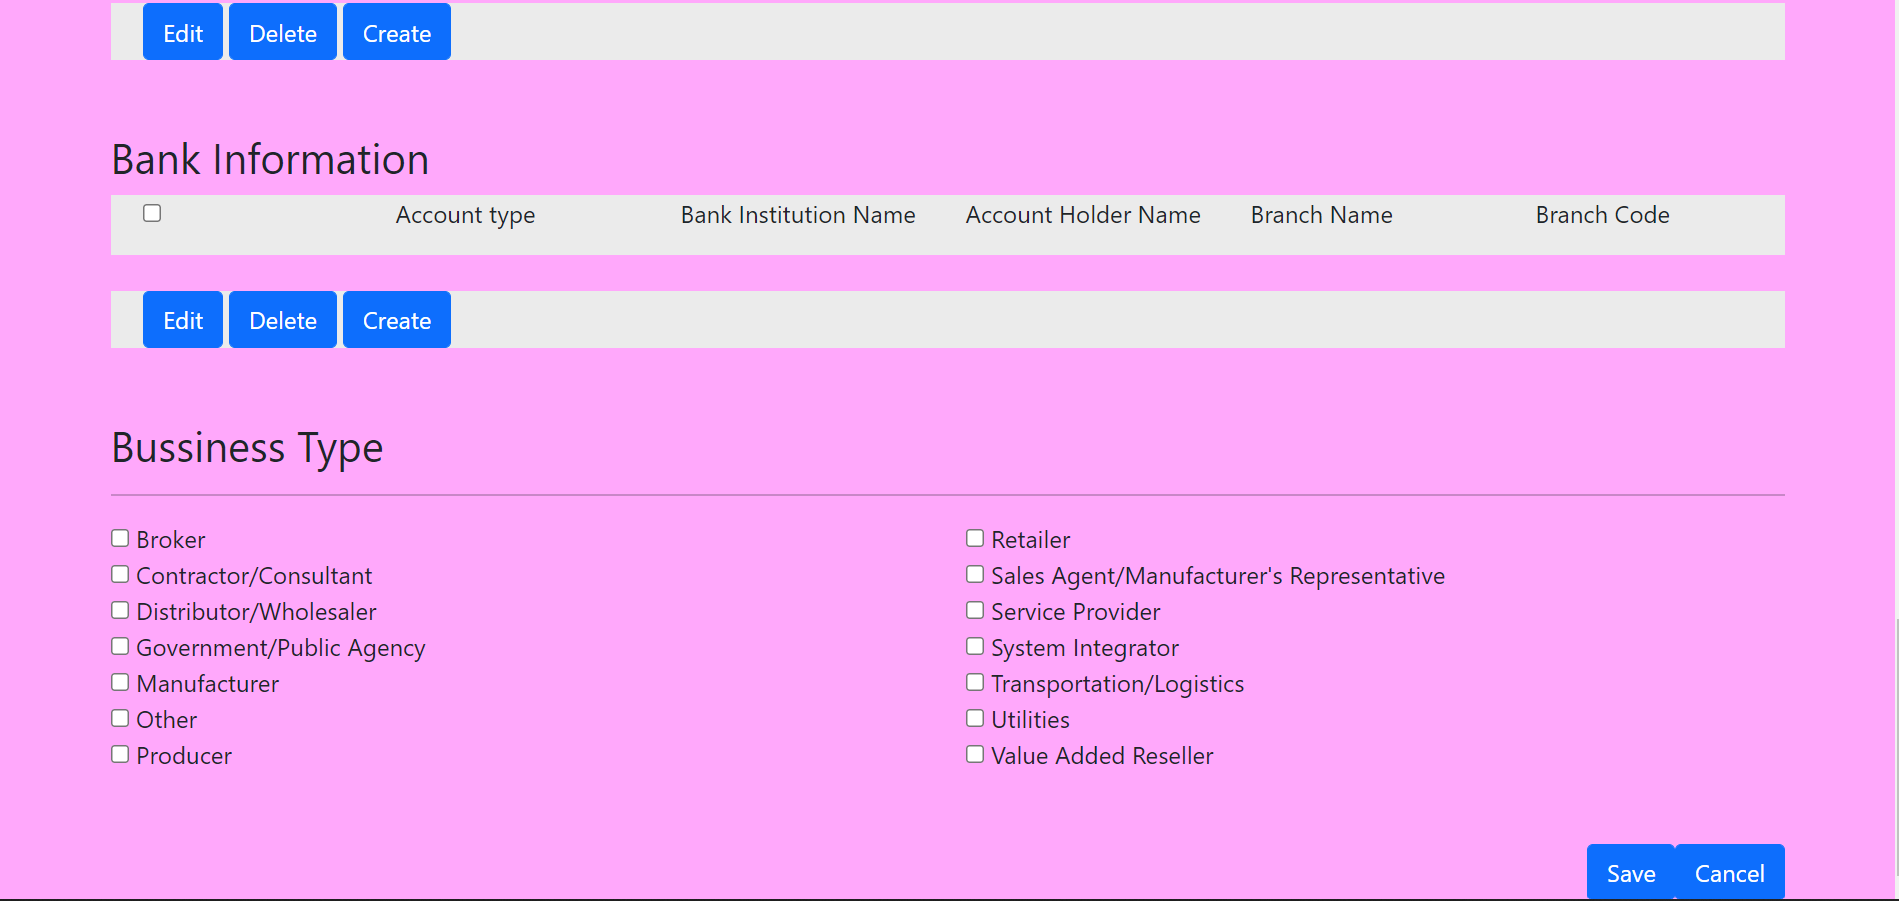 Edit Delete Create
Bank Information
Account type Bank Institution Name Account Holder Name Branch Name Branch Code
Edit Delete Create
Bussiness Type
Broker
Contractor/Consultant
Distributor/Wholesaler
Government/Public Agency
Manufacturer
Other
Producer
Retailer
Sales Agent/Manufacturer's Representative
Service Provider
System Integrator
Transportation/Logistics
Utilities
Value Added Reseller
Save Cancel